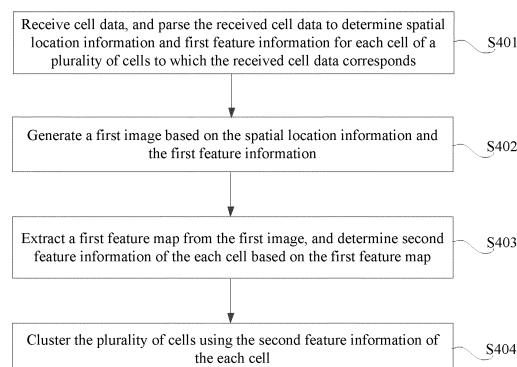 Receive cell data, and parse the received cell data to determine spatial
location information and first feature information for each cell of a
plurality of cells to which the received cell data corresponds
S401
Generate a first image based on the spatial location information and
the first feature information
S402
Extract a first feature map from the first image, and determine second
feature information of the each cell based on the first feature map
S403
Cluster the plurality of cells using the second feature information of
the each cell
S404